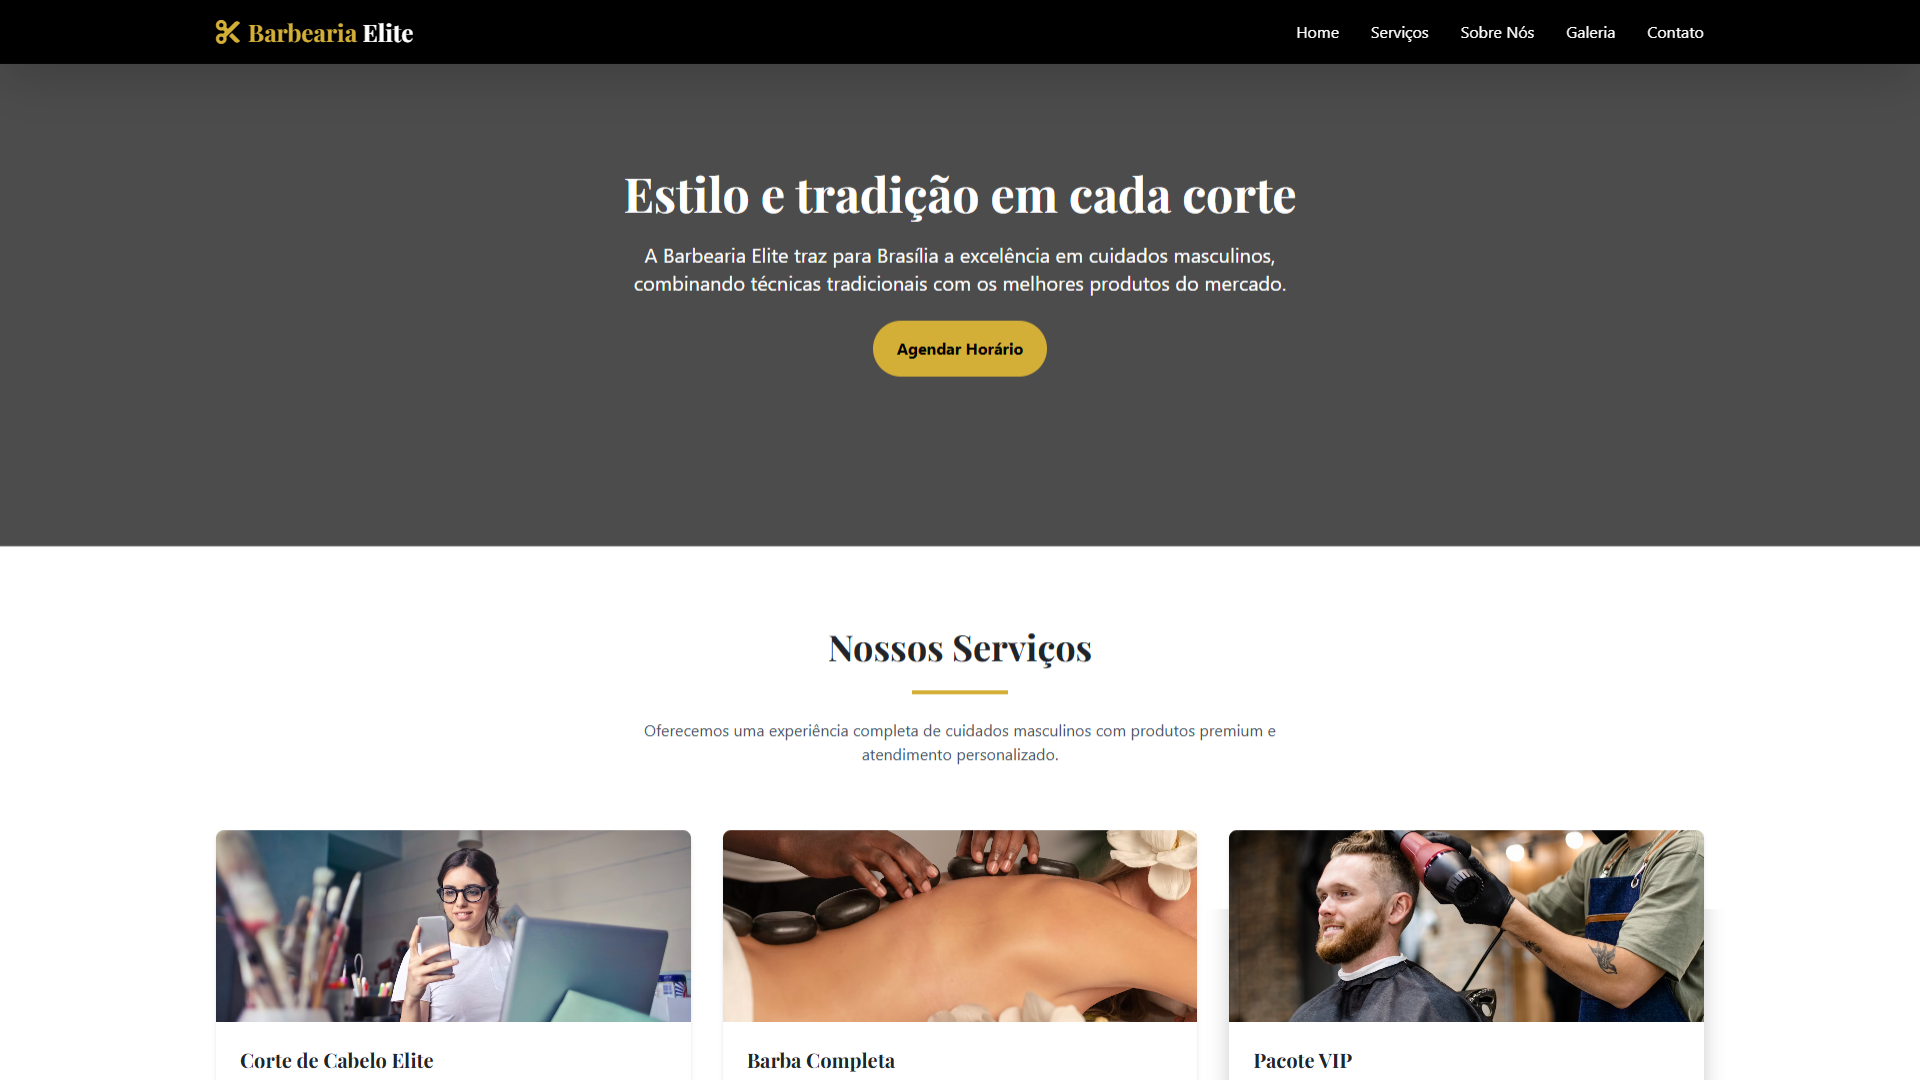 Barbearia Elite
Home
Serviços
Sobre Nós
Galeria
Contato
Estilo e tradição em cada corte
A Barbearia Elite traz para Brasília a excelência em cuidados masculinos,
combinando técnicas tradicionais com os melhores produtos do mercado.
Agendar Horário
Nossos Serviços
Oferecemos uma experiência completa de cuidados masculinos com produtos premium e
atendimento personalizado.
Corte de Cabelo Elite
Barba Completa
Pacote VIP